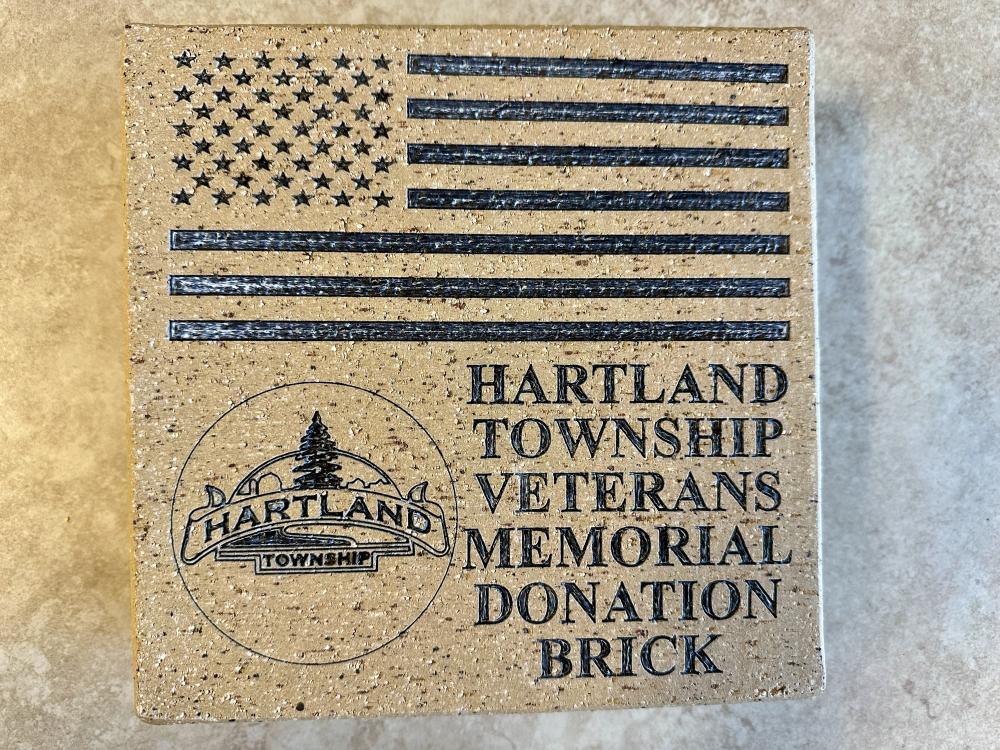 HARTLAND
TOWNSHIP
VETERANS
MEMORIAL
DONATION
BRICK
HARTLAND
TOWNSHIP